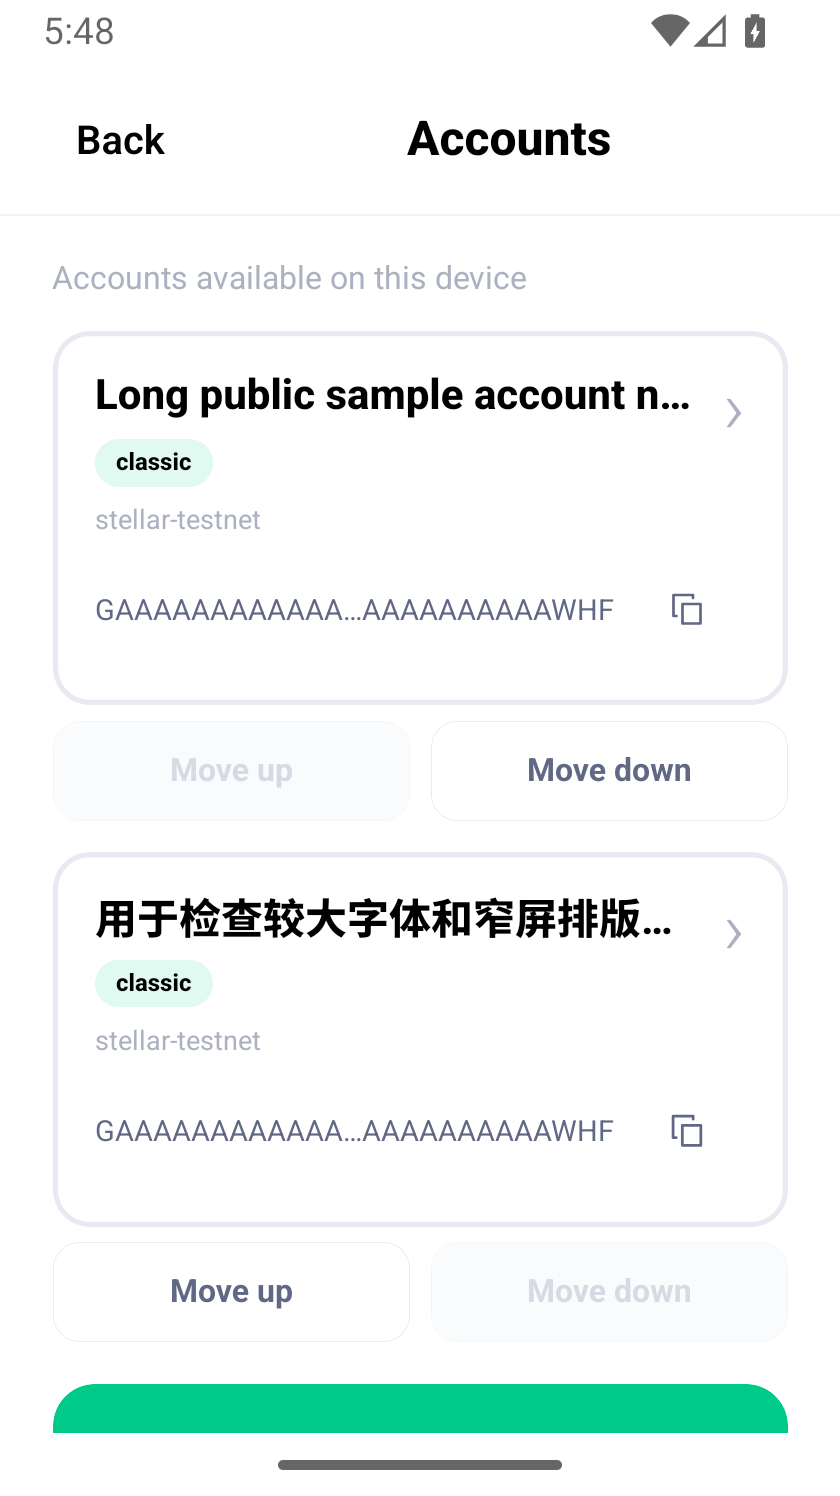 5:48
Back
Accounts
Accounts available on this device
Long public sample account n...
classic
stellar-testnet
GAAAAAAAAAAAA...AAAAAAAAAAWHF
Move up
Move down
用于检查较大字体和窄屏排版...
classic
stellar-testnet
GAAAAAAAAAAAA...AAAAAAAAAAWHF
Move up
Move down